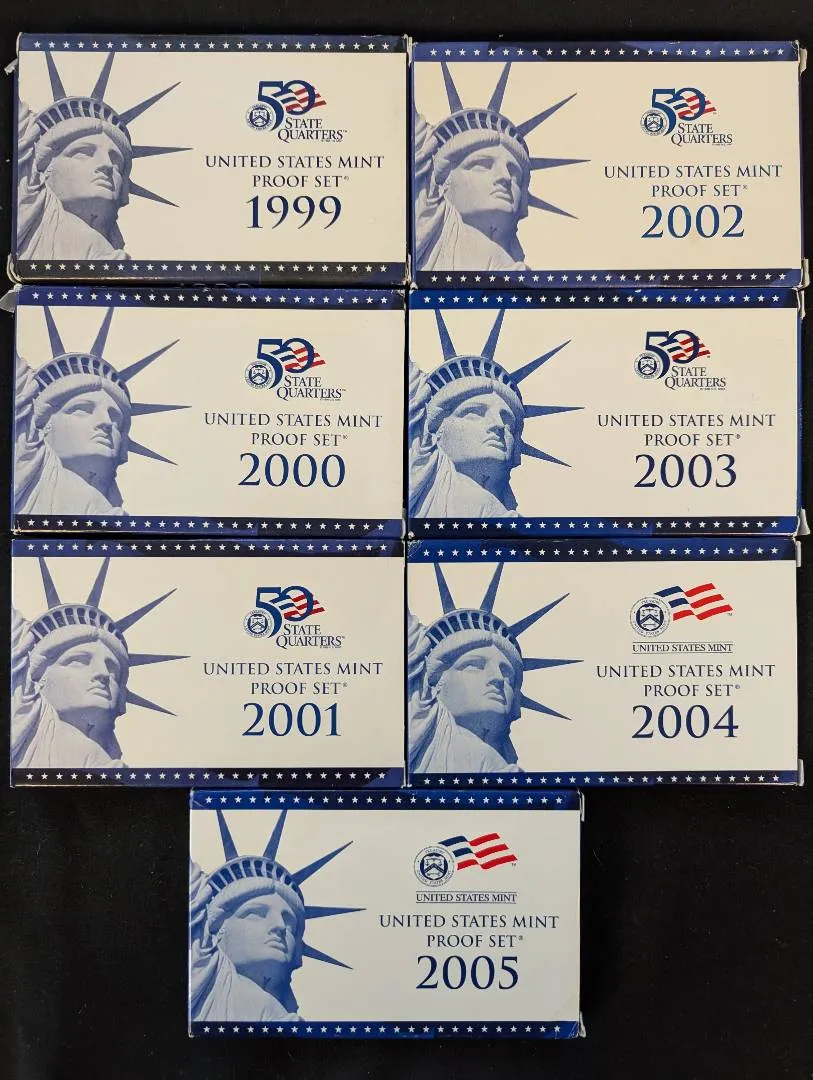 50
STATE
QUARTERS™
UNITED STATES MINT
PROOF SET®
1999
50
STATE
QUARTERS
UNITED STATES MINT
PROOF SET®
2002
50
STATE
QUARTERS™
UNITED STATES MINT
PROOF SET®
2000
50
STATE
QUARTERS
UNITED STATES MINT
PROOF SET®
2003
50
STATE
QUARTERS™
UNITED STATES MINT
PROOF SET®
2001
UNITED STATES MINT
UNITED STATES MINT
PROOF SET®
2004
UNITED STATES MINT
UNITED STATES MINT
PROOF SET®
2005